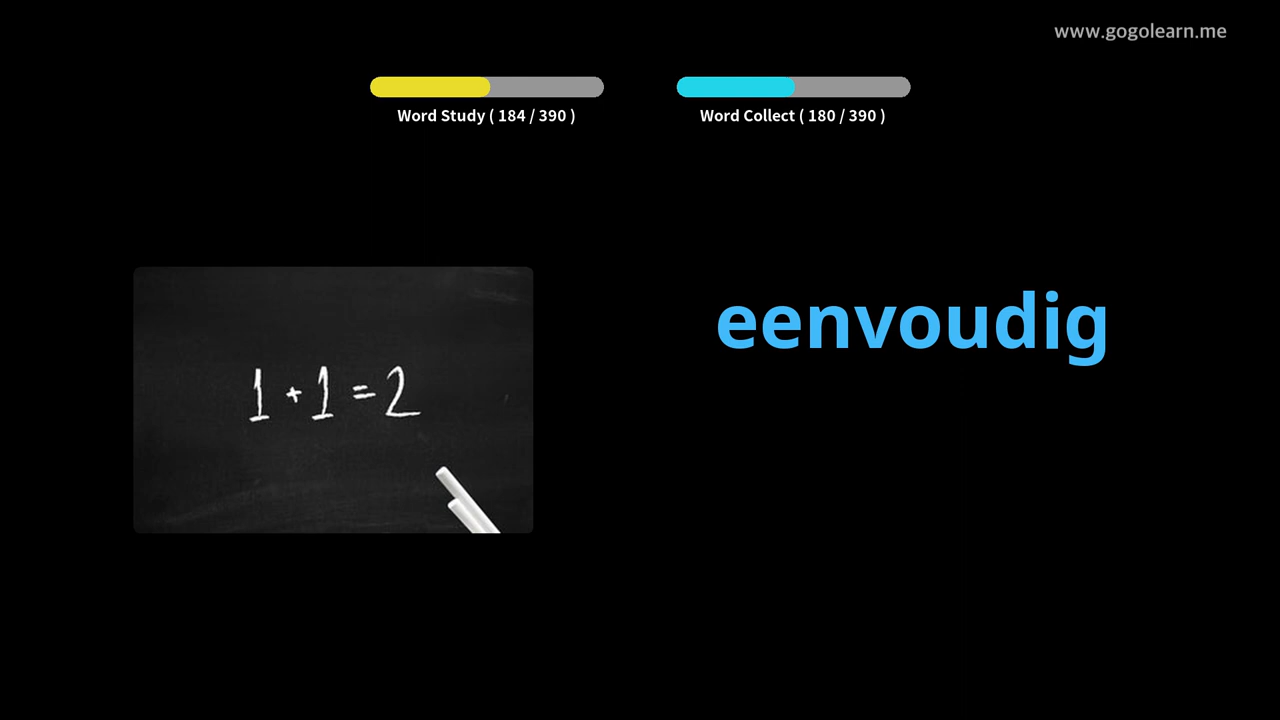 www.gogolearn.me
Word Study ( 184 / 390 )
Word Collect ( 180 / 390 )
eenvoudig
1 + 1 = 2